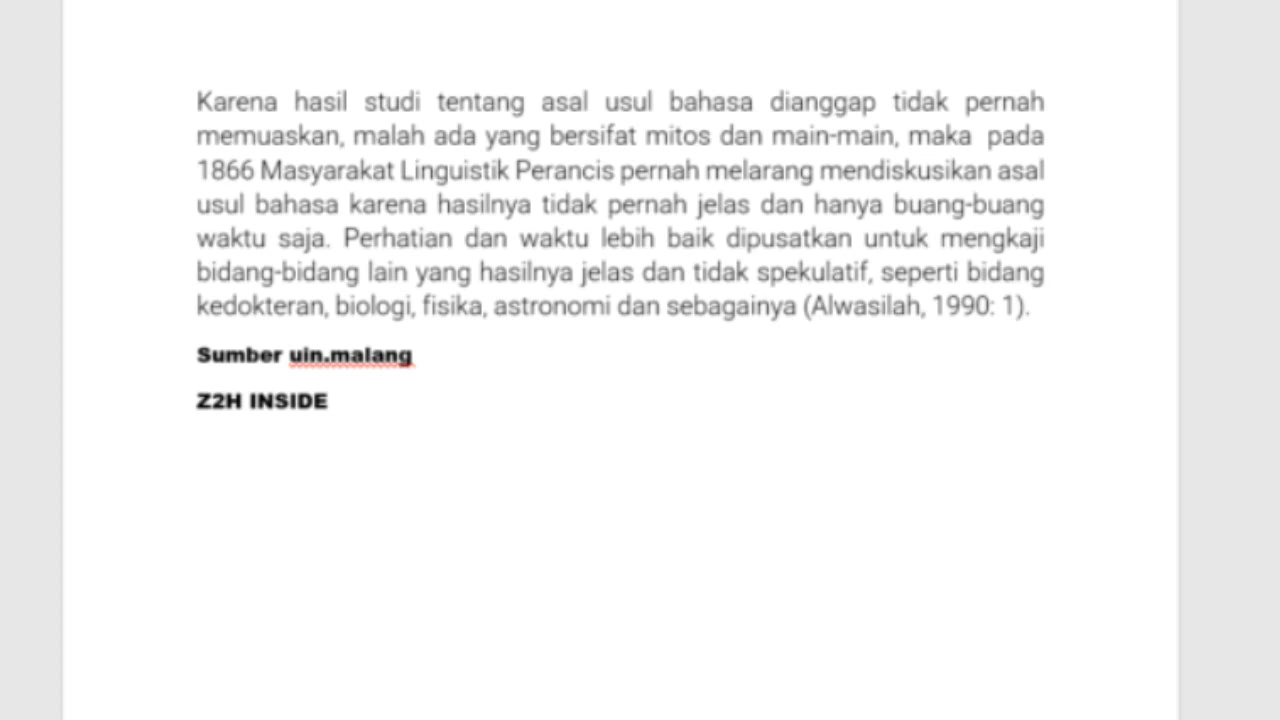 Karena hasil studi tentang asal usul bahasa dianggap tidak pernah
memuaskan, malah ada yang bersifat mitos dan main-main, maka pada
1866 Masyarakat Linguistik Perancis pernah melarang mendiskusikan asal
usul bahasa karena hasilnya tidak pernah jelas dan hanya buang-buang
waktu saja. Perhatian dan waktu lebih baik dipusatkan untuk mengkaji
bidang-bidang lain yang hasilnya jelas dan tidak spekulatif, seperti bidang
kedokteran, biologi, fisika, astronomi dan sebagainya (Alwasilah, 1990: 1).
Sumber uin.malang
Z2H INSIDE